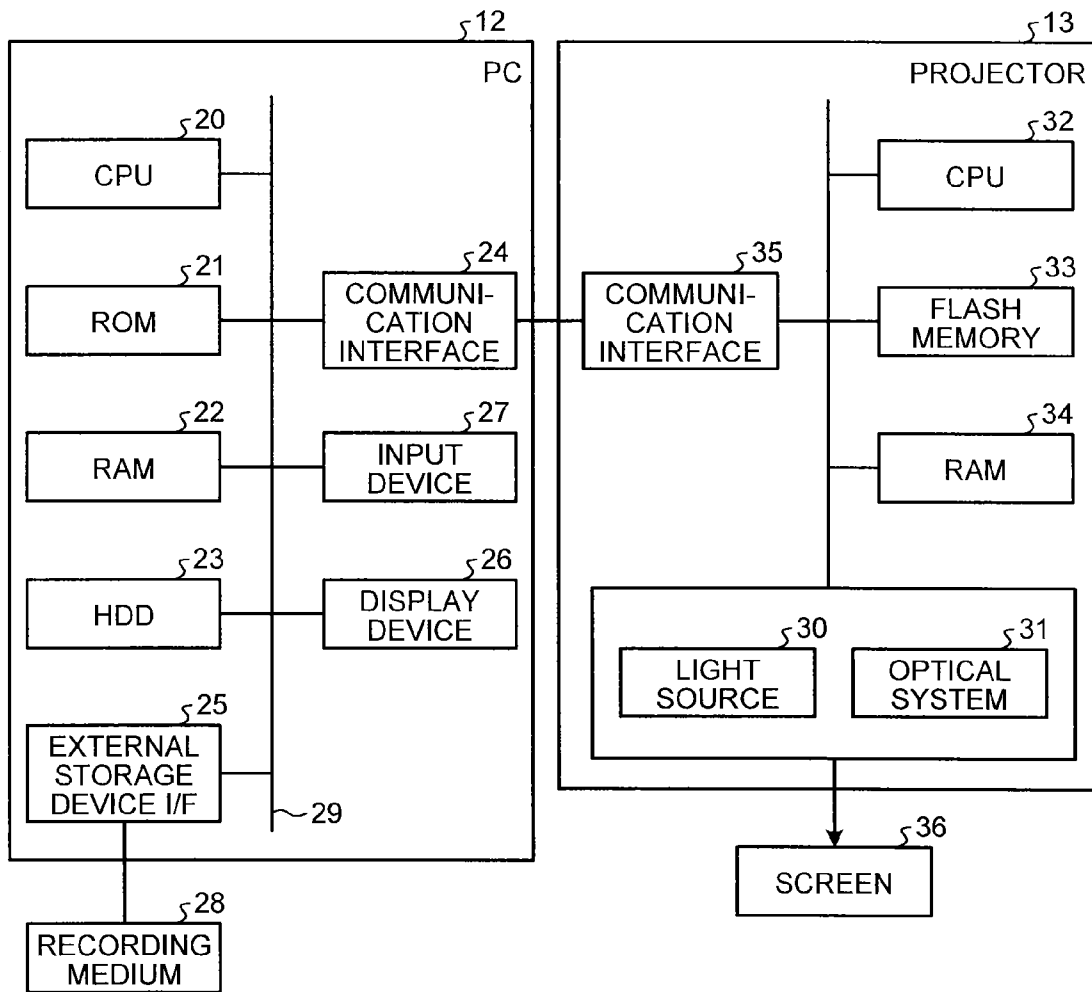 12
PC
20
CPU
21
ROM
22
RAM
23
HDD
25
EXTERNAL
STORAGE
DEVICE I/F
24
COMMUNI-
CATION
INTERFACE
27
INPUT
DEVICE
26
DISPLAY
DEVICE
29
28
RECORDING
MEDIUM
13
PROJECTOR
35
COMMUNI-
CATION
INTERFACE
32
CPU
33
FLASH
MEMORY
34
RAM
30
LIGHT
SOURCE
31
OPTICAL
SYSTEM
36
SCREEN